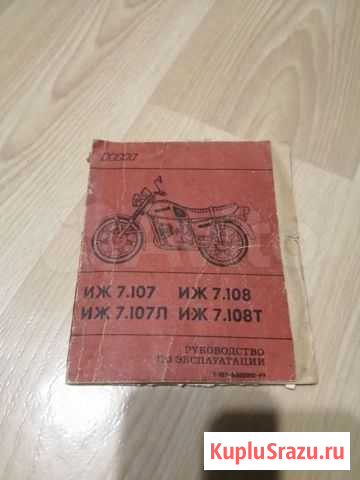 ИЖ 7.107 ИЖ 7.108
ИЖ 7.107Л ИЖ 7.108Т
РУКОВОДСТВО
ПО ЭКСПЛУАТАЦИИ
KupluSrazu.ru